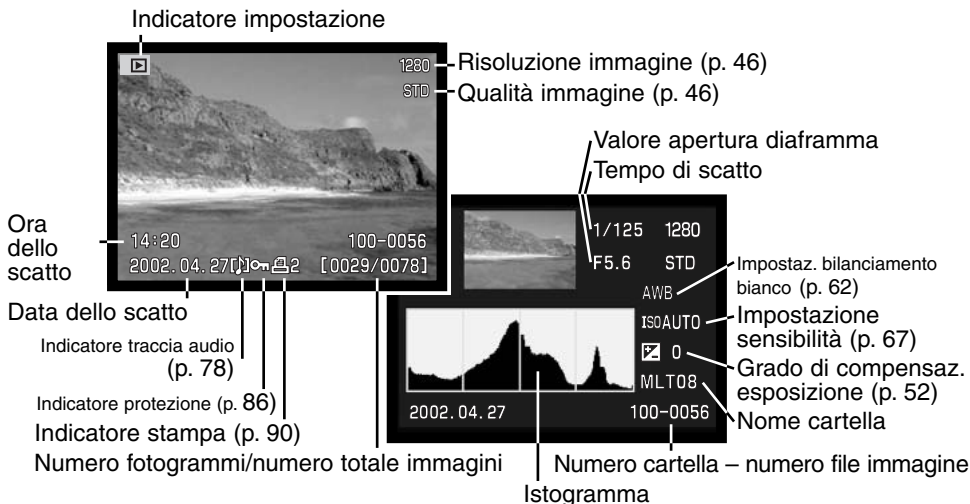 Indicatore impostazione
1280
Risoluzione immagine (p. 46)
STD
Qualità immagine (p. 46)
Valore apertura diaframma
Tempo di scatto
Ora
dello
scatto
14:20
100-0056
2002.04.27
2
[0029/0078]
Data dello scatto
Indicatore traccia audio
(p. 78)
Indicatore protezione (p. 86)
Indicatore stampa (p. 90)
Numero fotogrammi/numero totale immagini
1/125
1280
F5.6
STD
AWB
Impostaz. bilanciamento
bianco (p. 62)
ISO AUTO
Impostazione
sensibilità (p. 67)
0
Grado di compensaz.
esposizione (p. 52)
MLT08
Nome cartella
2002.04.27
100-0056
Numero cartella – numero file immagine
Istogramma